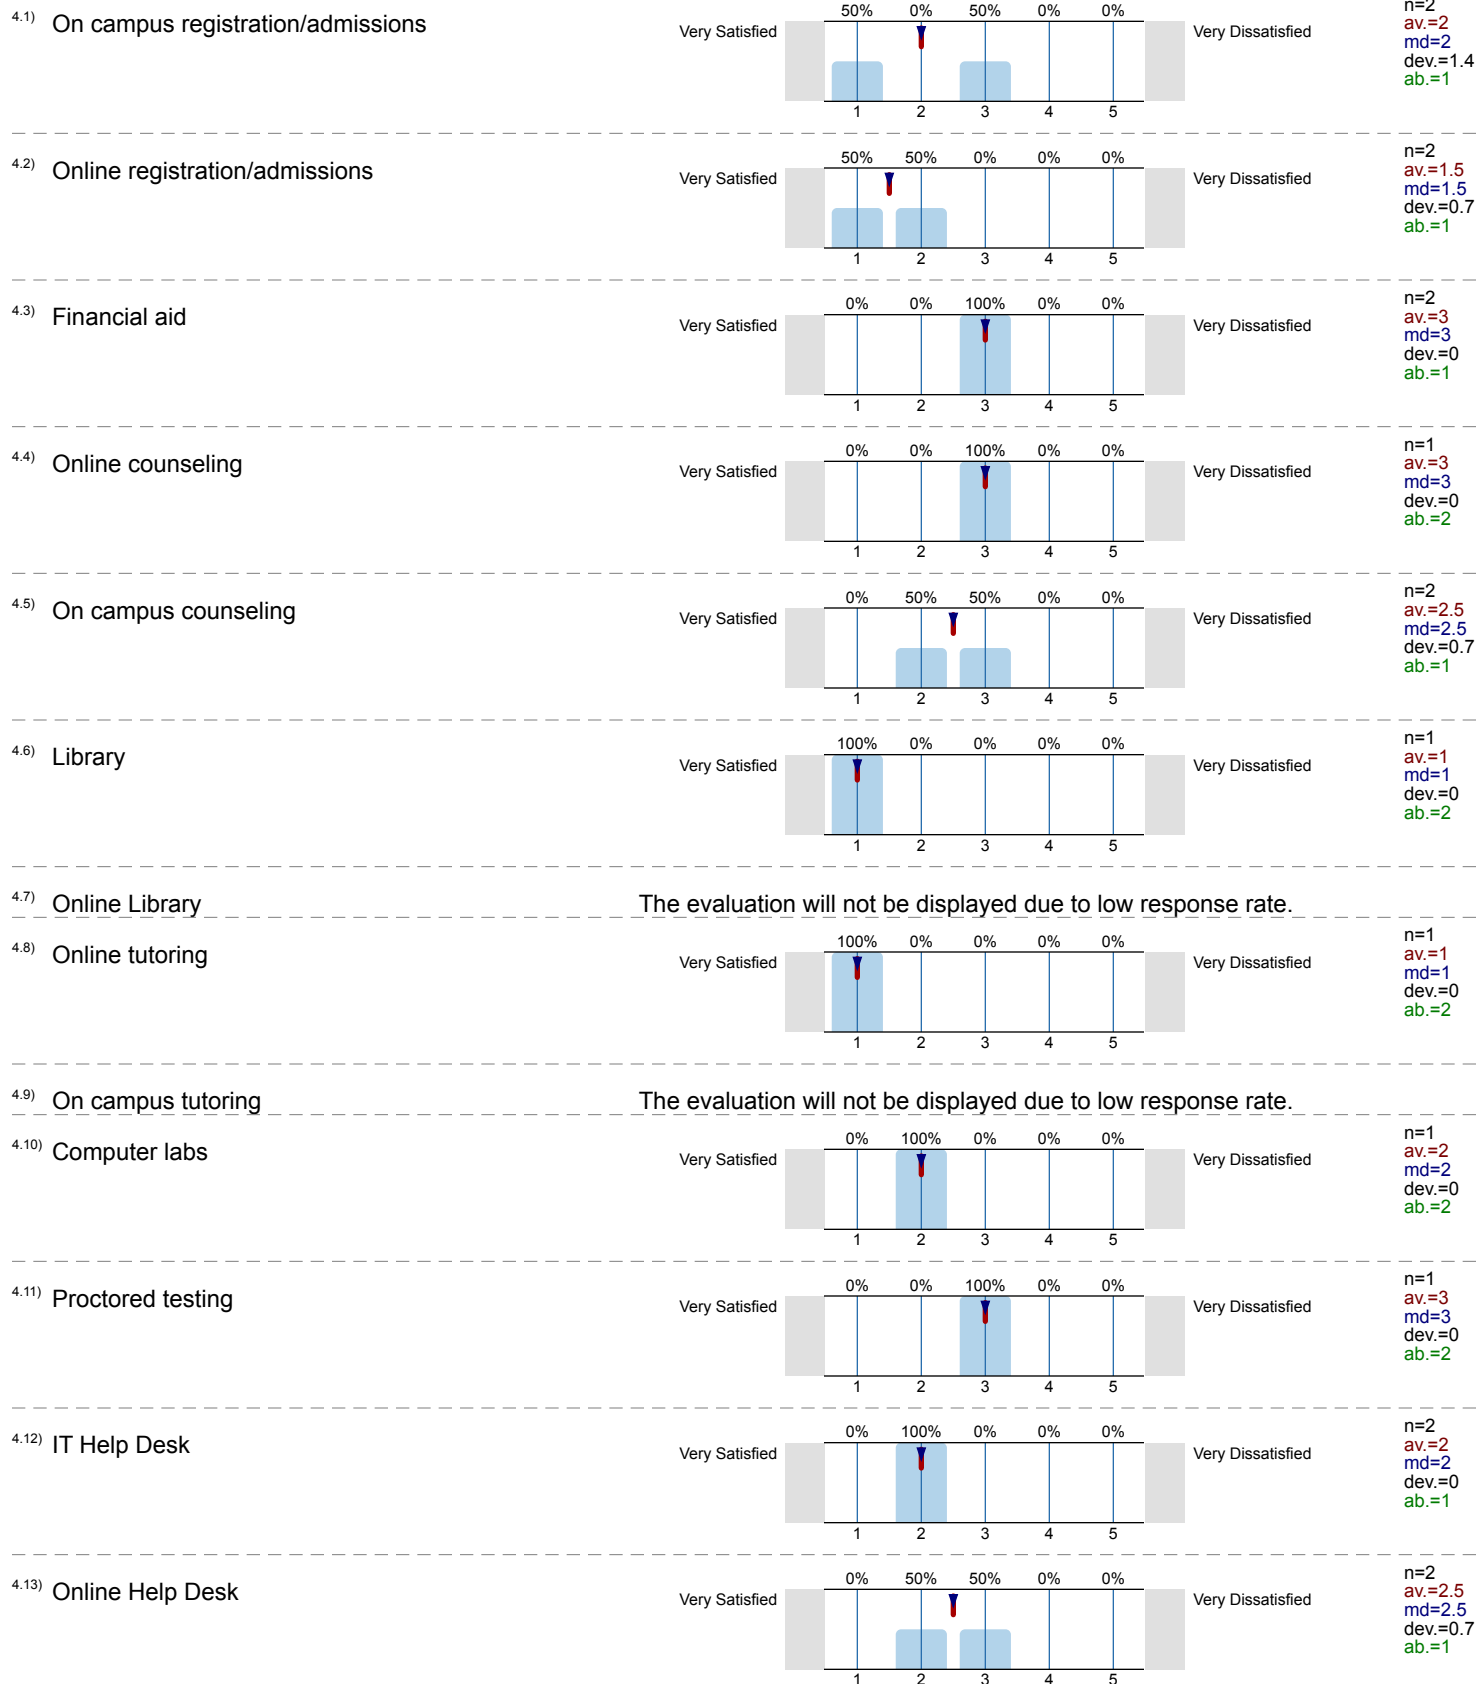 4.1) On campus registration/admissions
50% 0% 50% 0% 0%
Very Satisfied Very Dissatisfied
1 2 3 4 5
n=2
av.=2
md=2
dev.=1.4
ab.=1
4.2) Online registration/admissions
50% 50% 0% 0% 0%
Very Satisfied Very Dissatisfied
1 2 3 4 5
n=2
av.=1.5
md=1.5
dev.=0.7
ab.=1
4.3) Financial aid
0% 0% 100% 0% 0%
Very Satisfied Very Dissatisfied
1 2 3 4 5
n=2
av.=3
md=3
dev.=0
ab.=1
4.4) Online counseling
0% 0% 100% 0% 0%
Very Satisfied Very Dissatisfied
1 2 3 4 5
n=1
av.=3
md=3
dev.=0
ab.=2
4.5) On campus counseling
0% 50% 50% 0% 0%
Very Satisfied Very Dissatisfied
1 2 3 4 5
n=2
av.=2.5
md=2.5
dev.=0.7
ab.=1
4.6) Library
100% 0% 0% 0% 0%
Very Satisfied Very Dissatisfied
1 2 3 4 5
n=1
av.=1
md=1
dev.=0
ab.=2
4.7) Online Library The evaluation will not be displayed due to low response rate.
4.8) Online tutoring
100% 0% 0% 0% 0%
Very Satisfied Very Dissatisfied
1 2 3 4 5
n=1
av.=1
md=1
dev.=0
ab.=2
4.9) On campus tutoring The evaluation will not be displayed due to low response rate.
4.10) Computer labs
0% 100% 0% 0% 0%
Very Satisfied Very Dissatisfied
1 2 3 4 5
n=1
av.=2
md=2
dev.=0
ab.=2
4.11) Proctored testing
0% 0% 100% 0% 0%
Very Satisfied Very Dissatisfied
1 2 3 4 5
n=1
av.=3
md=3
dev.=0
ab.=2
4.12) IT Help Desk
0% 100% 0% 0% 0%
Very Satisfied Very Dissatisfied
1 2 3 4 5
n=2
av.=2
md=2
dev.=0
ab.=1
4.13) Online Help Desk
0% 50% 50% 0% 0%
Very Satisfied Very Dissatisfied
1 2 3 4 5
n=2
av.=2.5
md=2.5
dev.=0.7
ab.=1